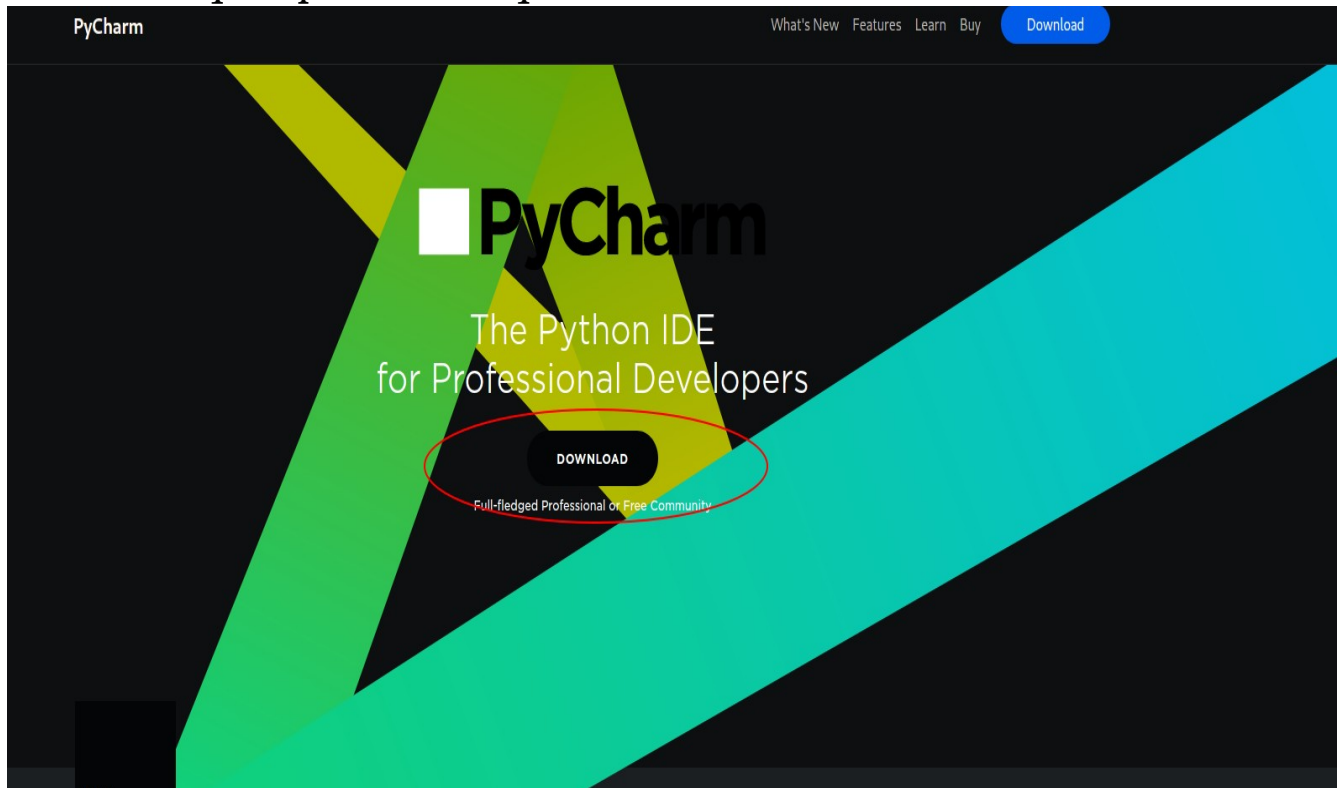 PyCharm
What's New Features Learn Buy Download
PyCharm
The Python IDE
for Professional Developers
DOWNLOAD
Full-fledged Professional or Free Community